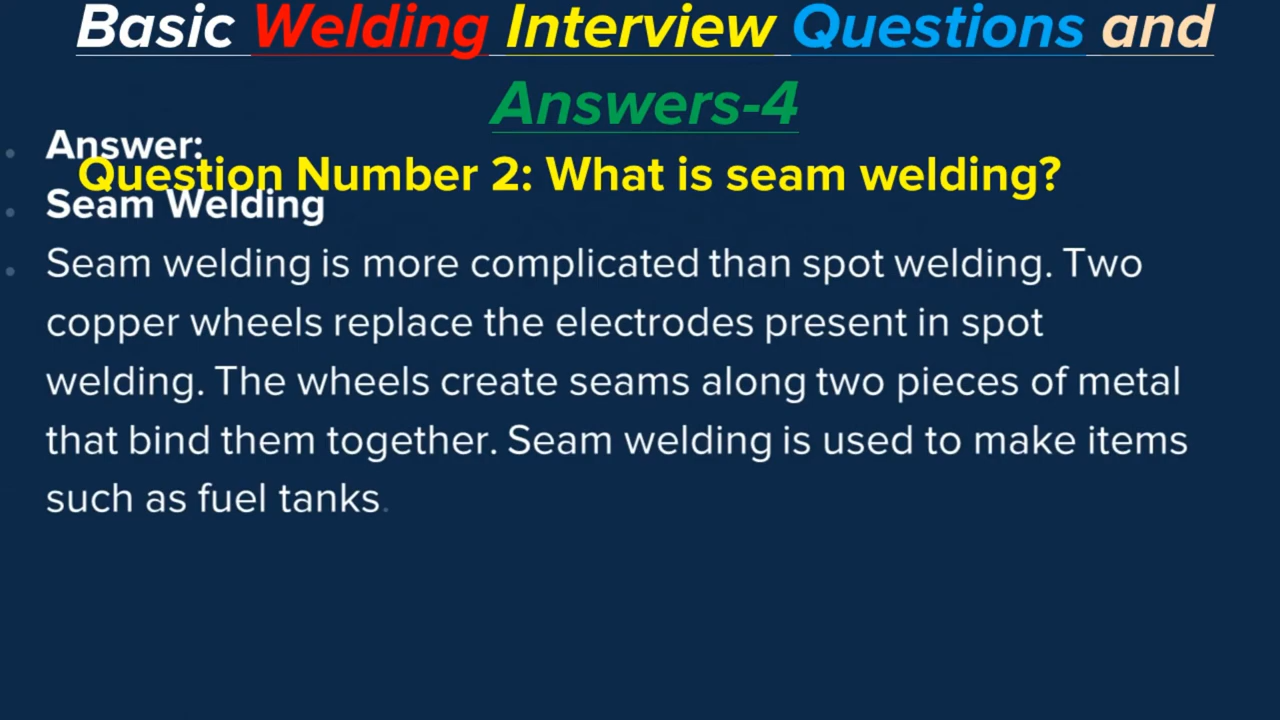 Basic Welding Interview Questions and
Answers-4
Answer:
Question Number 2: What is seam welding?
Seam Welding
Seam welding is more complicated than spot welding. Two
copper wheels replace the electrodes present in spot
welding. The wheels create seams along two pieces of metal
that bind them together. Seam welding is used to make items
such as fuel tanks.